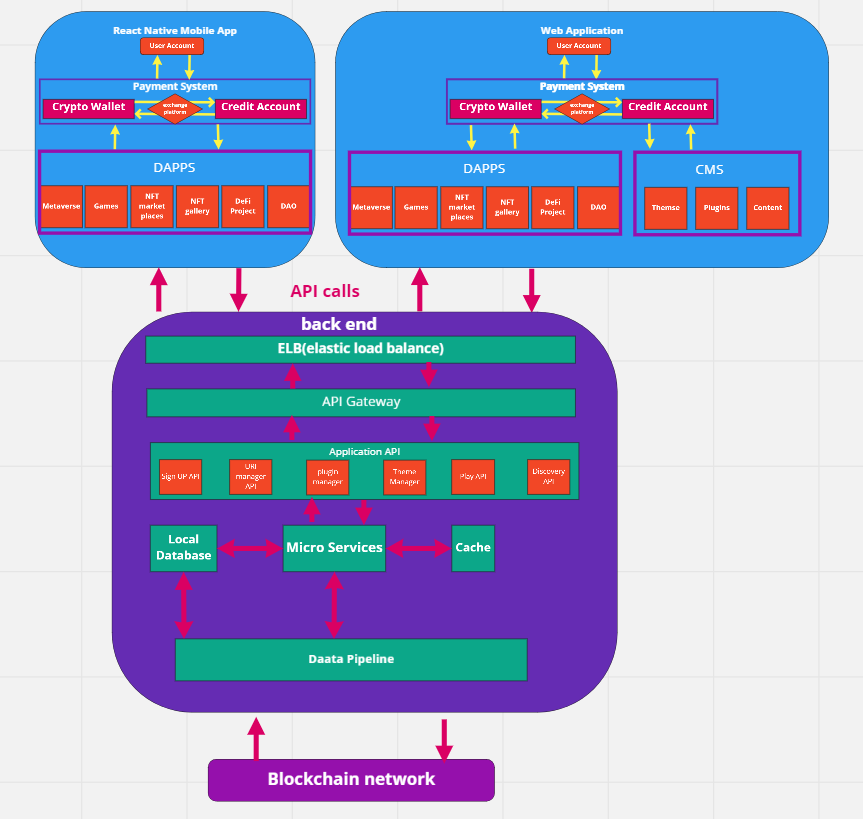 React Native Mobile App
User Account
Payment System
Crypto Wallet
exchange
platform
Credit Account
DAPPS
Metaverse
Games
NFT
market
places
NFT
gallery
DeFi
Project
DAO
Web Application
User Account
Payment System
Crypto Wallet
exchange
platform
Credit Account
DAPPS
Metaverse
Games
NFT
market
places
NFT
gallery
DeFi
Project
DAO
CMS
Themse
Plugins
Content
API calls
back end
ELB(elastic load balance)
API Gateway
Application API
Sign UP API
URI
manager
API
plugin
manager
Theme
Manager
Play API
Discovery
API
Local
Database
Micro Services
Cache
Daata Pipeline
Blockchain network